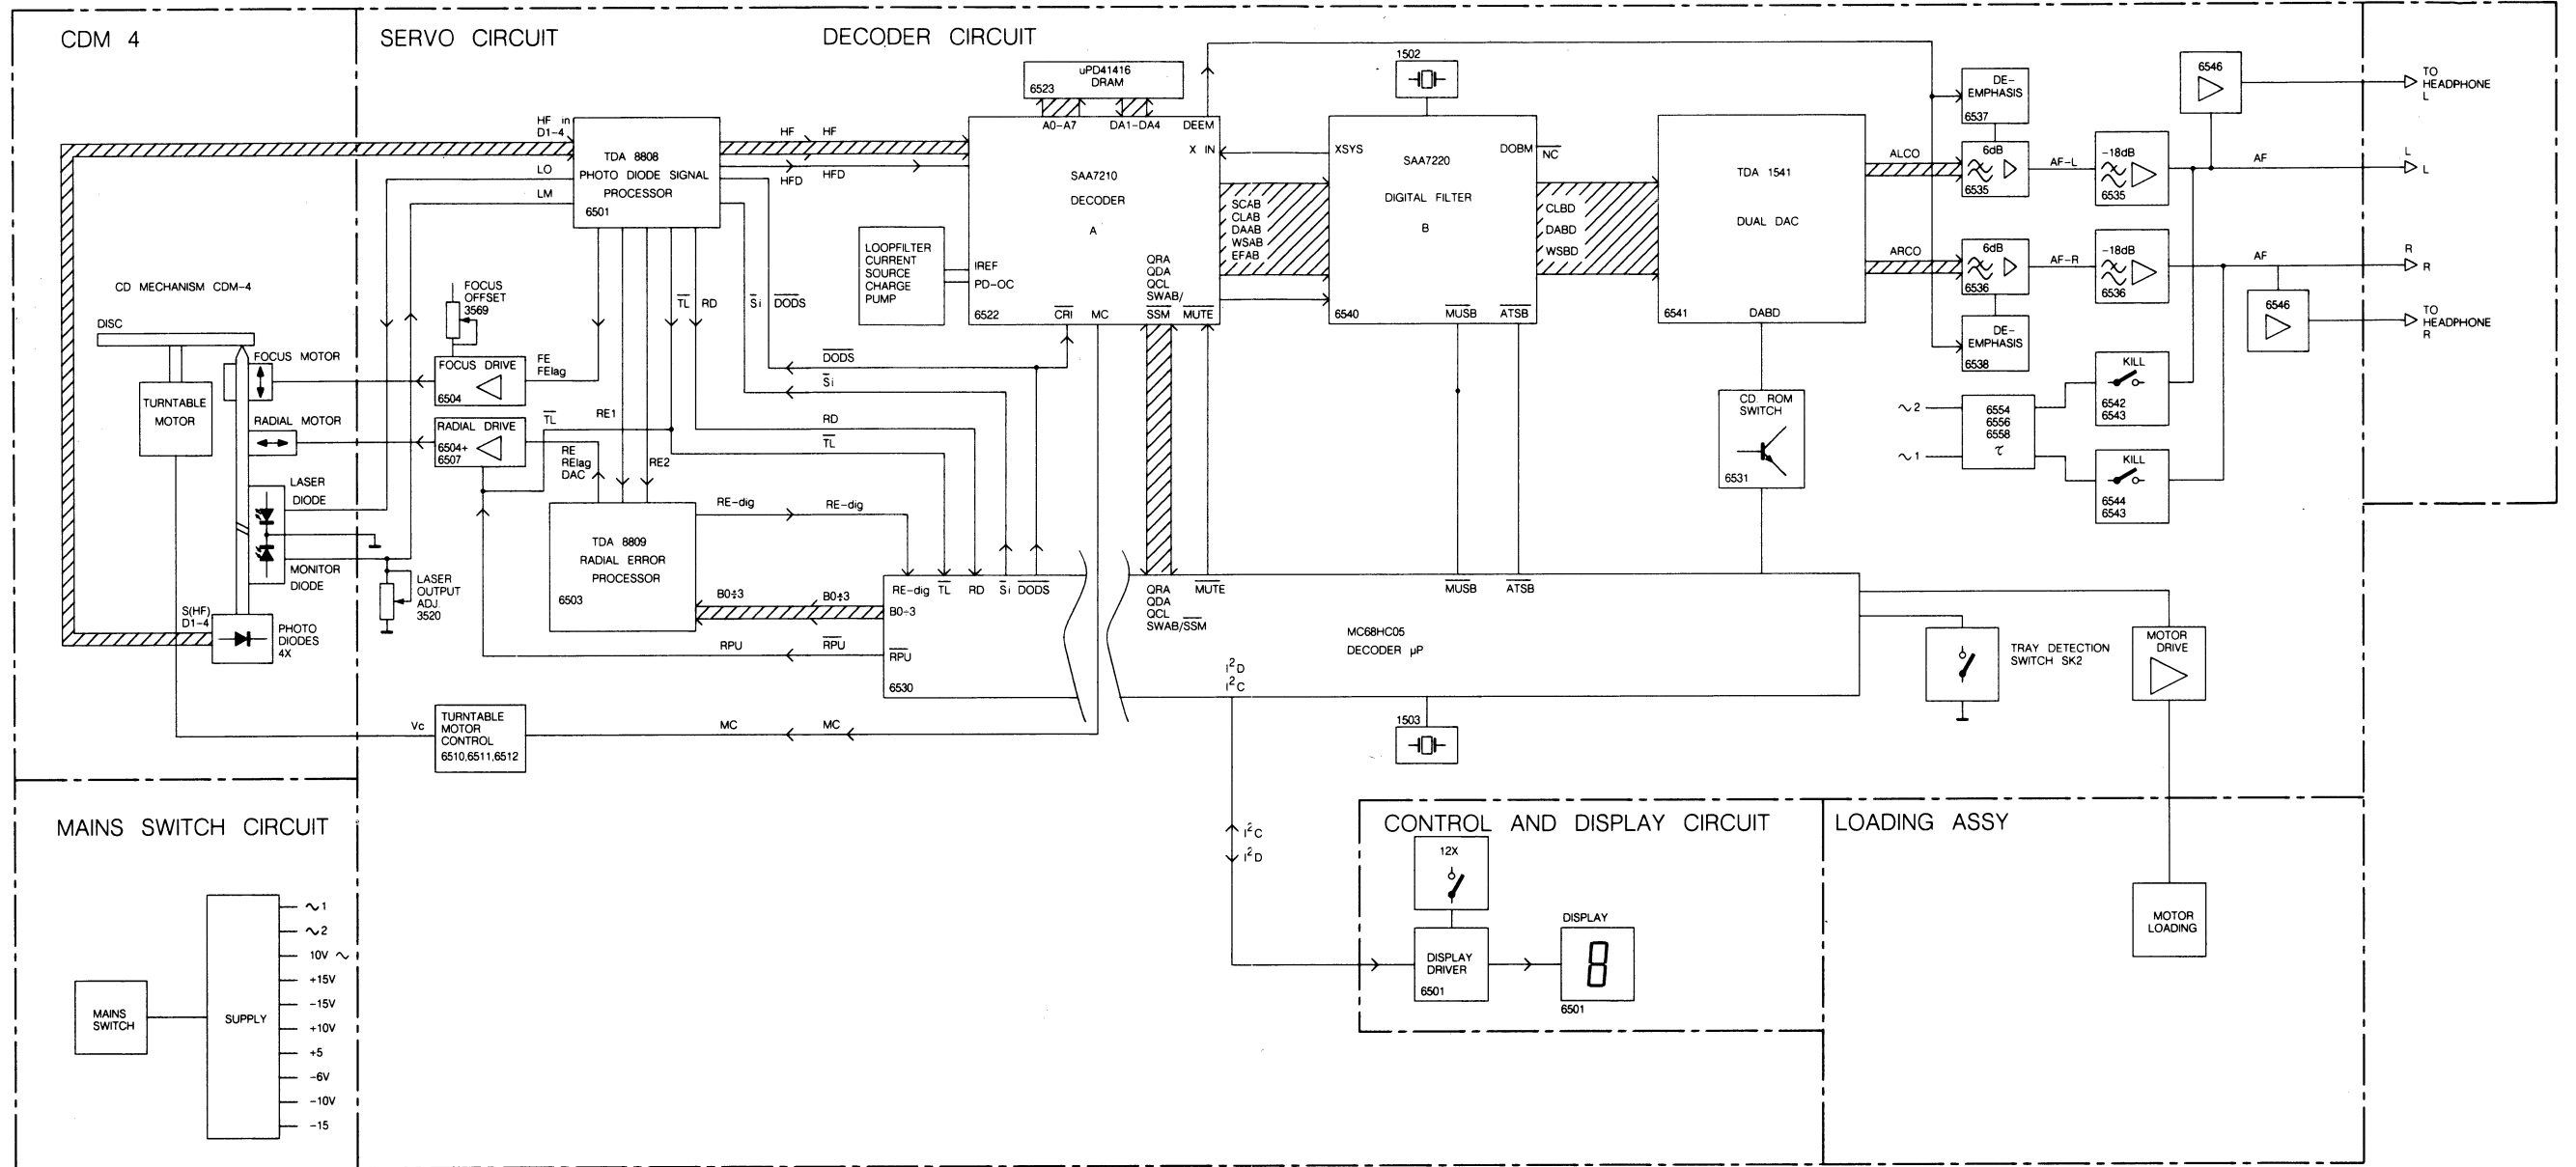 CDM 4
SERVO CIRCUIT
DECODER CIRCUIT
HF in
D1-4
LO
LM
TDA 8808
PHOTO DIODE SIGNAL
PROCESSOR
6501
HF
HF
HFD
HFD
uPD41416
DRAM
6523
A0-A7
DA1-DA4
DEEM
X IN
SAA7210
DECODER
A
IREF
PD-OC
QRA
QDA
QCL
SWAB/
SSM
MUTE
6522
CRI
MC
LOOPFILTER
CURRENT
SOURCE
CHARGE
PUMP
SCAB
CLAB
DAAB
WSAB
EFAB
1502
XSYS
SAA7220
DOBM
NC
DIGITAL FILTER
B
6540
MUSB
ATSB
CLBD
DABD
WSBD
TDA 1541
DUAL DAC
6541
DABD
ALCO
ARCO
DE-
EMPHASIS
6537
6dB
6535
AF-L
-18dB
6535
6546
AF
TO
HEADPHONE
L
L
L
6dB
6536
AF-R
-18dB
6536
AF
R
R
6546
TO
HEADPHONE
R
DE-
EMPHASIS
6538
KILL
6542
6543
∼2
∼1
6554
6556
6558
τ
KILL
6544
6543
CD ROM
SWITCH
6531
CD MECHANISM CDM-4
DISC
TURNTABLE
MOTOR
FOCUS MOTOR
RADIAL MOTOR
LASER
DIODE
MONITOR
DIODE
LASER
OUTPUT
ADJ.
3520
S(HF)
D1-4
PHOTO
DIODES
4X
FOCUS
OFFSET
3569
FOCUS DRIVE
6504
FE
FElag
RADIAL DRIVE
6504+
6507
TL
RE
RElag
DAC
RE1
RE2
TL
RD
Si
DODS
DODS
Si
RD
TL
RE-dig
RE-dig
TDA 8809
RADIAL ERROR
PROCESSOR
6503
B0÷3
B0÷3
RPU
RPU
RE-dig
TL
RD
Si
DODS
B0÷3
RPU
6530
QRA
QDA
QCL
SWAB/SSM
MUTE
MUSB
ATSB
MC68HC05
DECODER µP
I²D
I²C
1503
TRAY DETECTION
SWITCH SK2
MOTOR
DRIVE
Vc
TURNTABLE
MOTOR
CONTROL
6510,6511,6512
MC
MC
MAINS SWITCH CIRCUIT
MAINS
SWITCH
SUPPLY
∼1
∼2
10V ∼
+15V
-15V
+10V
+5
-6V
-10V
-15
I²C
I²D
CONTROL AND DISPLAY CIRCUIT
12X
DISPLAY
DRIVER
6501
DISPLAY
8
6501
LOADING ASSY
MOTOR
LOADING